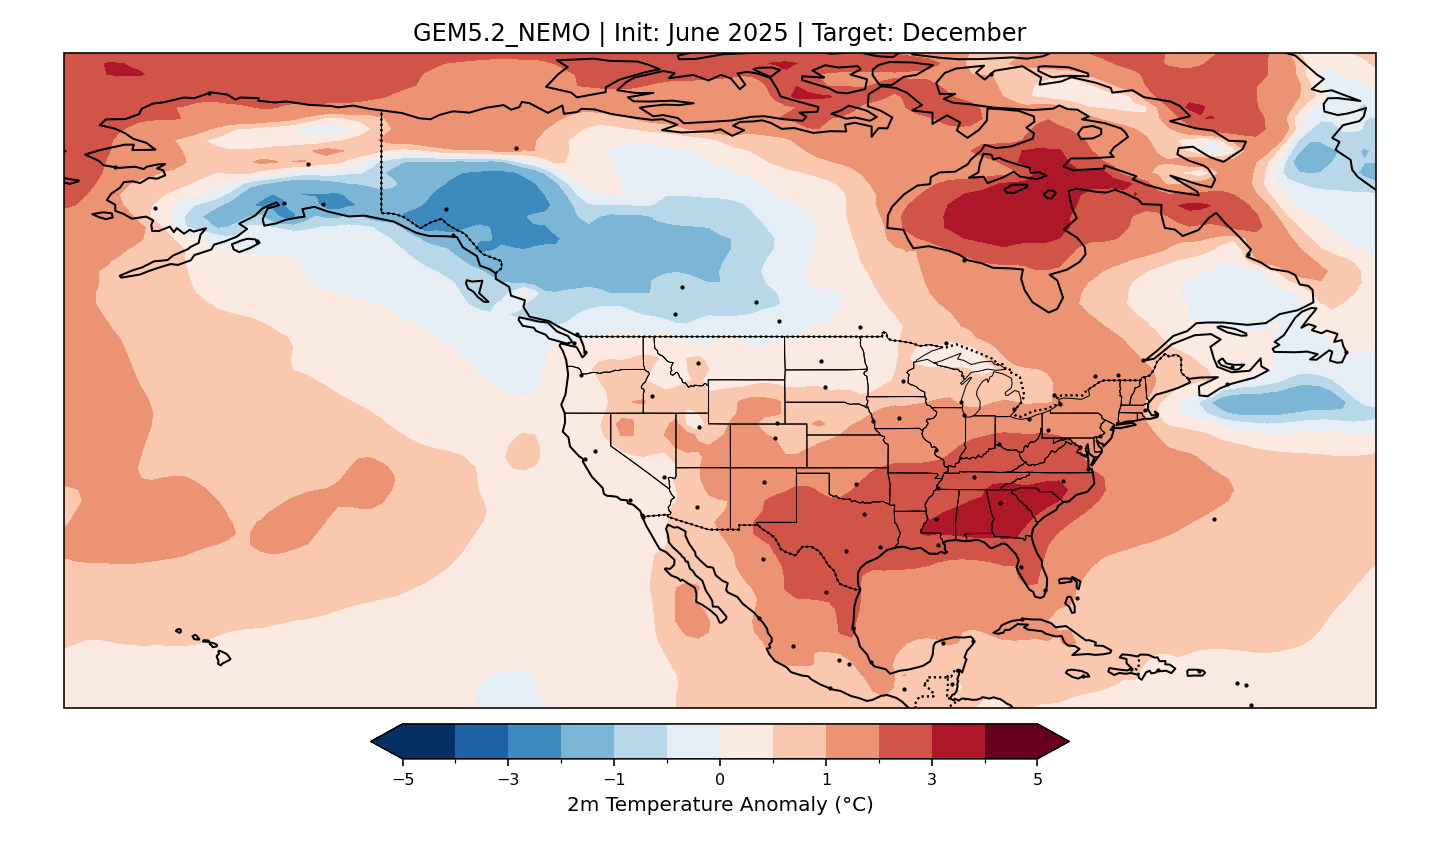 GEM5.2_NEMO | Init: June 2025 | Target: December
−5 −3 −1 0 1 3 5
2m Temperature Anomaly (°C)